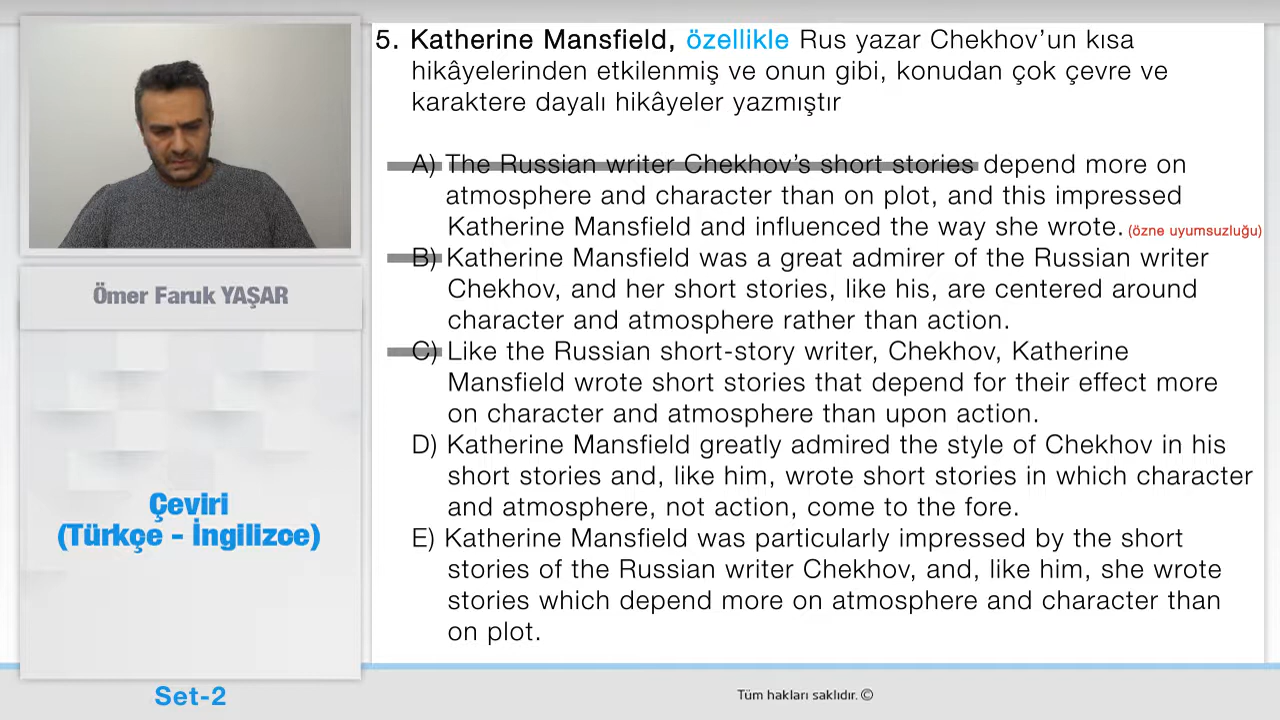 5. Katherine Mansfield, özellikle Rus yazar Chekhov’un kısa
hikâyelerinden etkilenmiş ve onun gibi, konudan çok çevre ve
karaktere dayalı hikâyeler yazmıştır
A) The Russian writer Chekhov’s short stories depend more on
atmosphere and character than on plot, and this impressed
Katherine Mansfield and influenced the way she wrote. (özne uyumsuzluğu)
B) Katherine Mansfield was a great admirer of the Russian writer
Chekhov, and her short stories, like his, are centered around
character and atmosphere rather than action.
C) Like the Russian short-story writer, Chekhov, Katherine
Mansfield wrote short stories that depend for their effect more
on character and atmosphere than upon action.
D) Katherine Mansfield greatly admired the style of Chekhov in his
short stories and, like him, wrote short stories in which character
and atmosphere, not action, come to the fore.
E) Katherine Mansfield was particularly impressed by the short
stories of the Russian writer Chekhov, and, like him, she wrote
stories which depend more on atmosphere and character than
on plot.
Ömer Faruk YAŞAR
Çeviri
(Türkçe - İngilizce)
Set-2
Tüm hakları saklıdır. ©